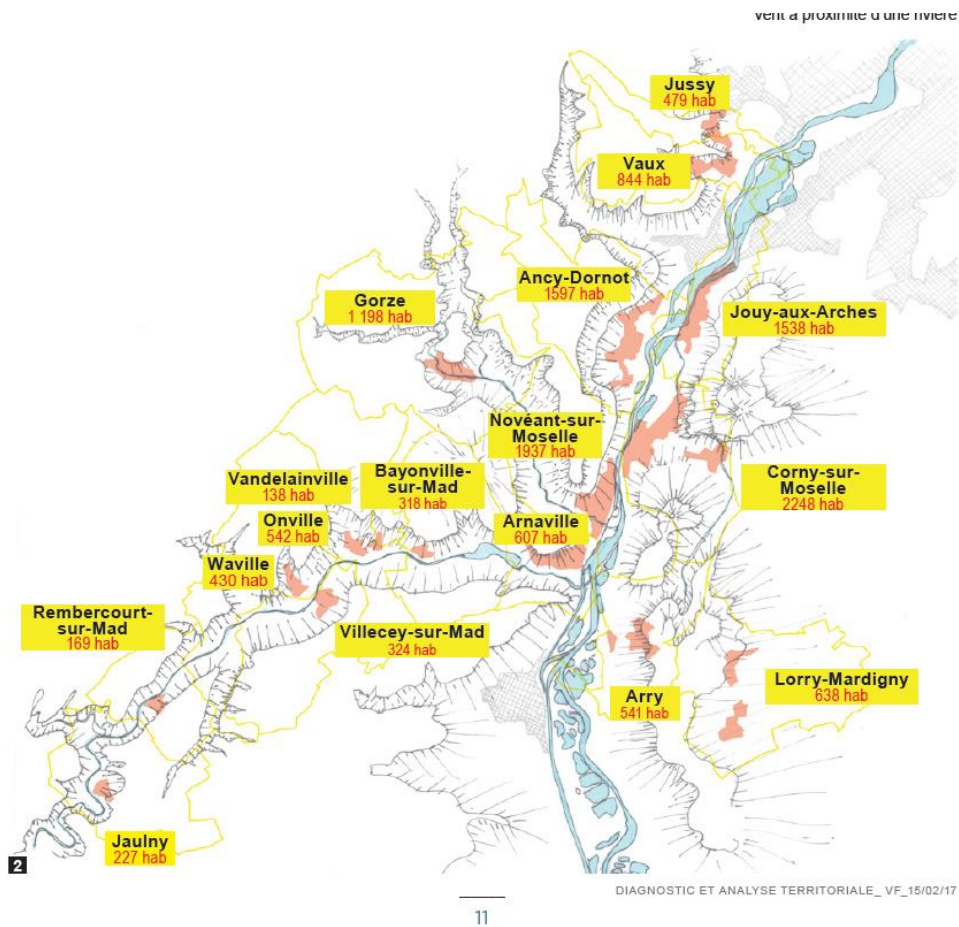 vent à proximité d'une rivière
Jussy
479 hab
Vaux
844 hab
Ancy-Dornot
1597 hab
Gorze
1 198 hab
Jouy-aux-Arches
1538 hab
Novéant-sur-
Moselle
1937 hab
Bayonville-
sur-Mad
318 hab
Vandelainville
138 hab
Corny-sur-
Moselle
2248 hab
Onville
542 hab
Arnaville
607 hab
Waville
430 hab
Rembercourt-
sur-Mad
169 hab
Villecey-sur-Mad
324 hab
Lorry-Mardigny
638 hab
Arry
541 hab
Jaulny
227 hab
2
DIAGNOSTIC ET ANALYSE TERRITORIALE_ VF_15/02/17
11